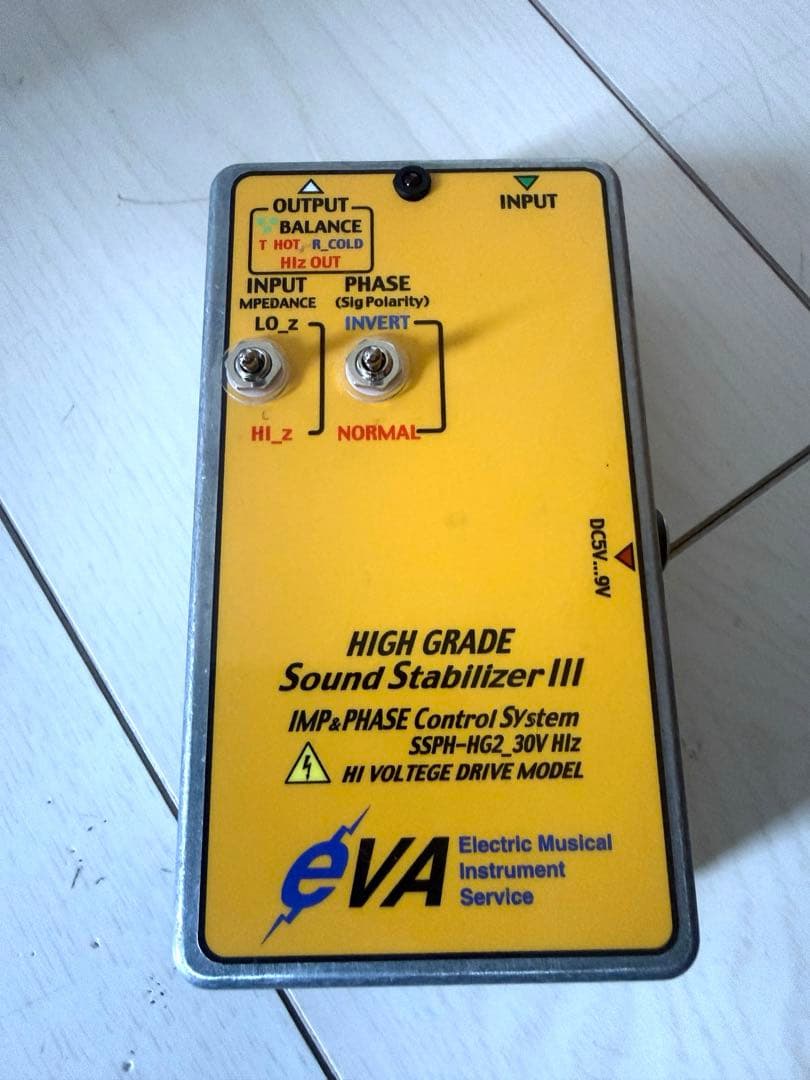 OUTPUT
BALANCE
T HOT, R_COLD
HIz OUT
INPUT
INPUT
MPEDANCE
LO_z
HI_z
PHASE
(Sig Polarity)
INVERT
NORMAL
DC5V...9V
HIGH GRADE
Sound Stabilizer III
IMP&PHASE Control SYstem
SSPH-HG2_30V HIz
HI VOLTEGE DRIVE MODEL
eVA
Electric Musical
Instrument
Service